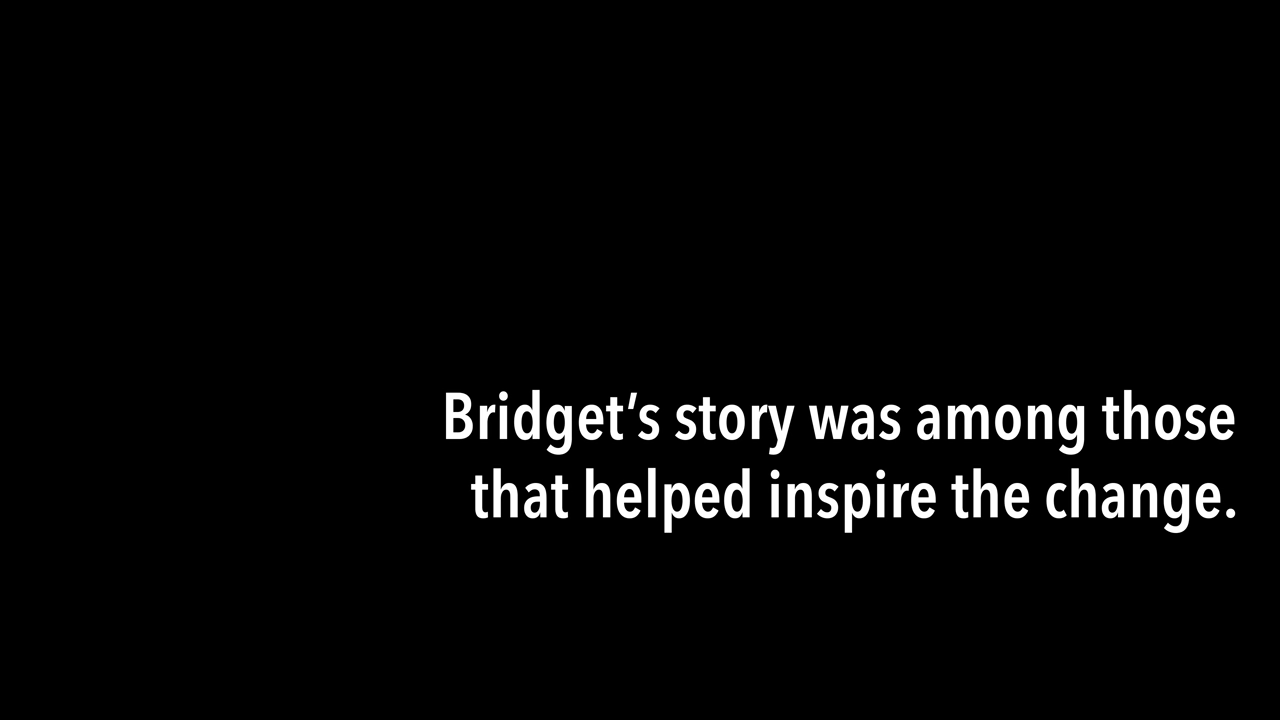 Bridget’s story was among those
that helped inspire the change.